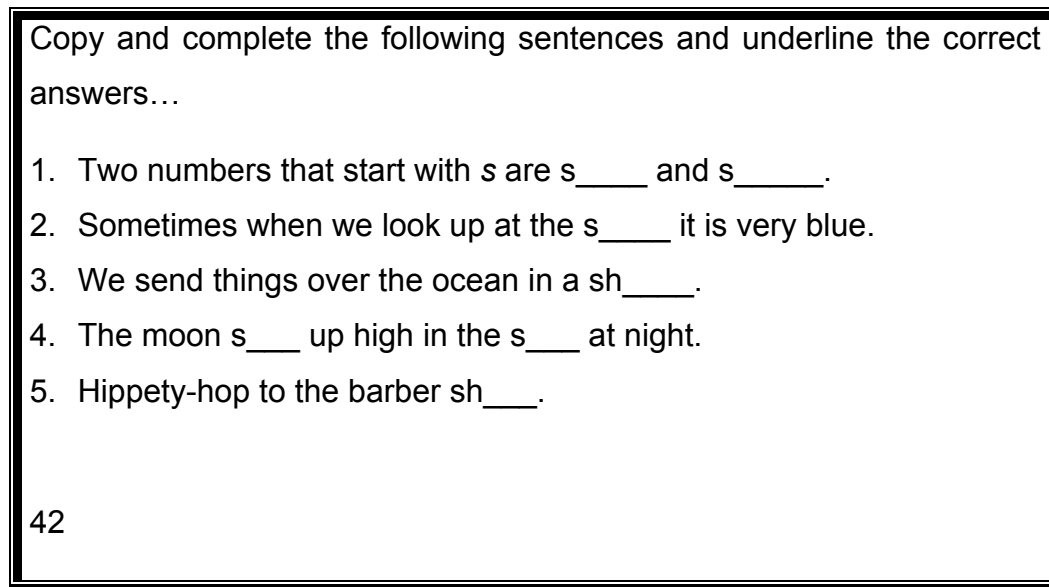 Copy and complete the following sentences and underline the correct
answers…
1. Two numbers that start with s are s____ and s_____.
2. Sometimes when we look up at the s____ it is very blue.
3. We send things over the ocean in a sh____.
4. The moon s___ up high in the s___ at night.
5. Hippety-hop to the barber sh___.
42